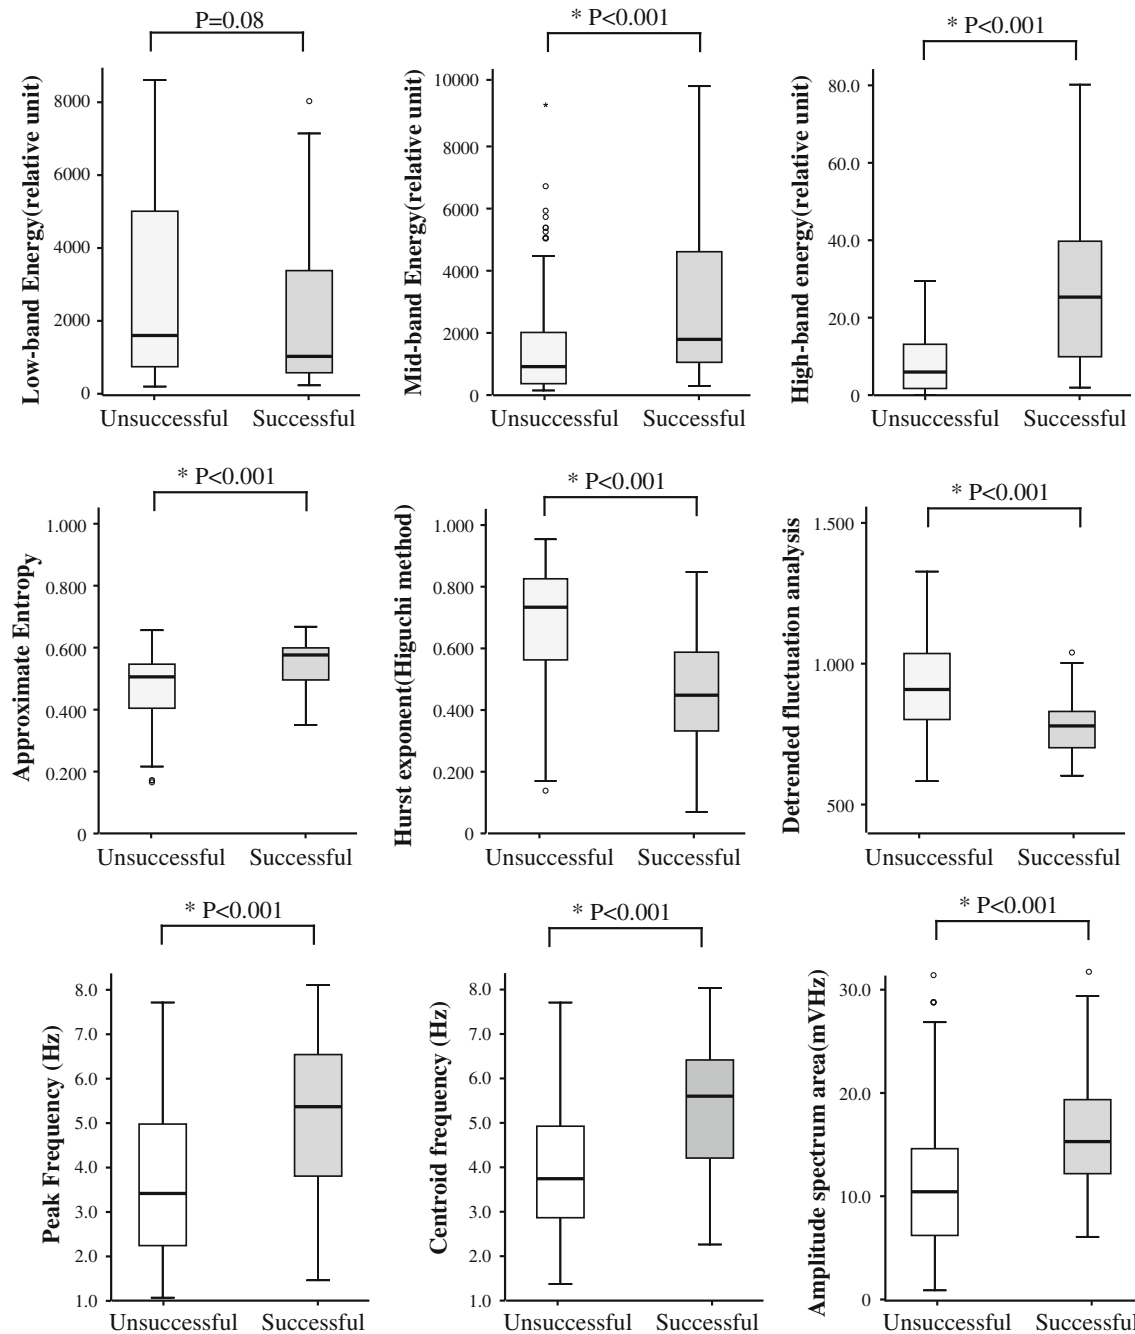 P=0.08
* P<0.001
* P<0.001
Low-band Energy(relative unit)
8000
6000
4000
2000
0
Unsuccessful Successful
Mid-band Energy(relative unit)
10000
8000
6000
4000
2000
0
Unsuccessful Successful
High-band energy(relative unit)
80.0
60.0
40.0
20.0
0
Unsuccessful Successful
* P<0.001
* P<0.001
* P<0.001
Approximate Entropy
1.000
0.800
0.600
0.400
0.200
0
Unsuccessful Successful
Hurst exponent(Higuchi method)
1.000
0.800
0.600
0.400
0.200
0
Unsuccessful Successful
Detrended fluctuation analysis
1.500
1.000
500
Unsuccessful Successful
* P<0.001
* P<0.001
* P<0.001
Peak Frequency (Hz)
8.0
7.0
6.0
5.0
4.0
3.0
2.0
1.0
Unsuccessful Successful
Centroid frequency (Hz)
8.0
7.0
6.0
5.0
4.0
3.0
2.0
1.0
Unsuccessful Successful
Amplitude spectrum area(mVHz)
30.0
20.0
10.0
0
Unsuccessful Successful